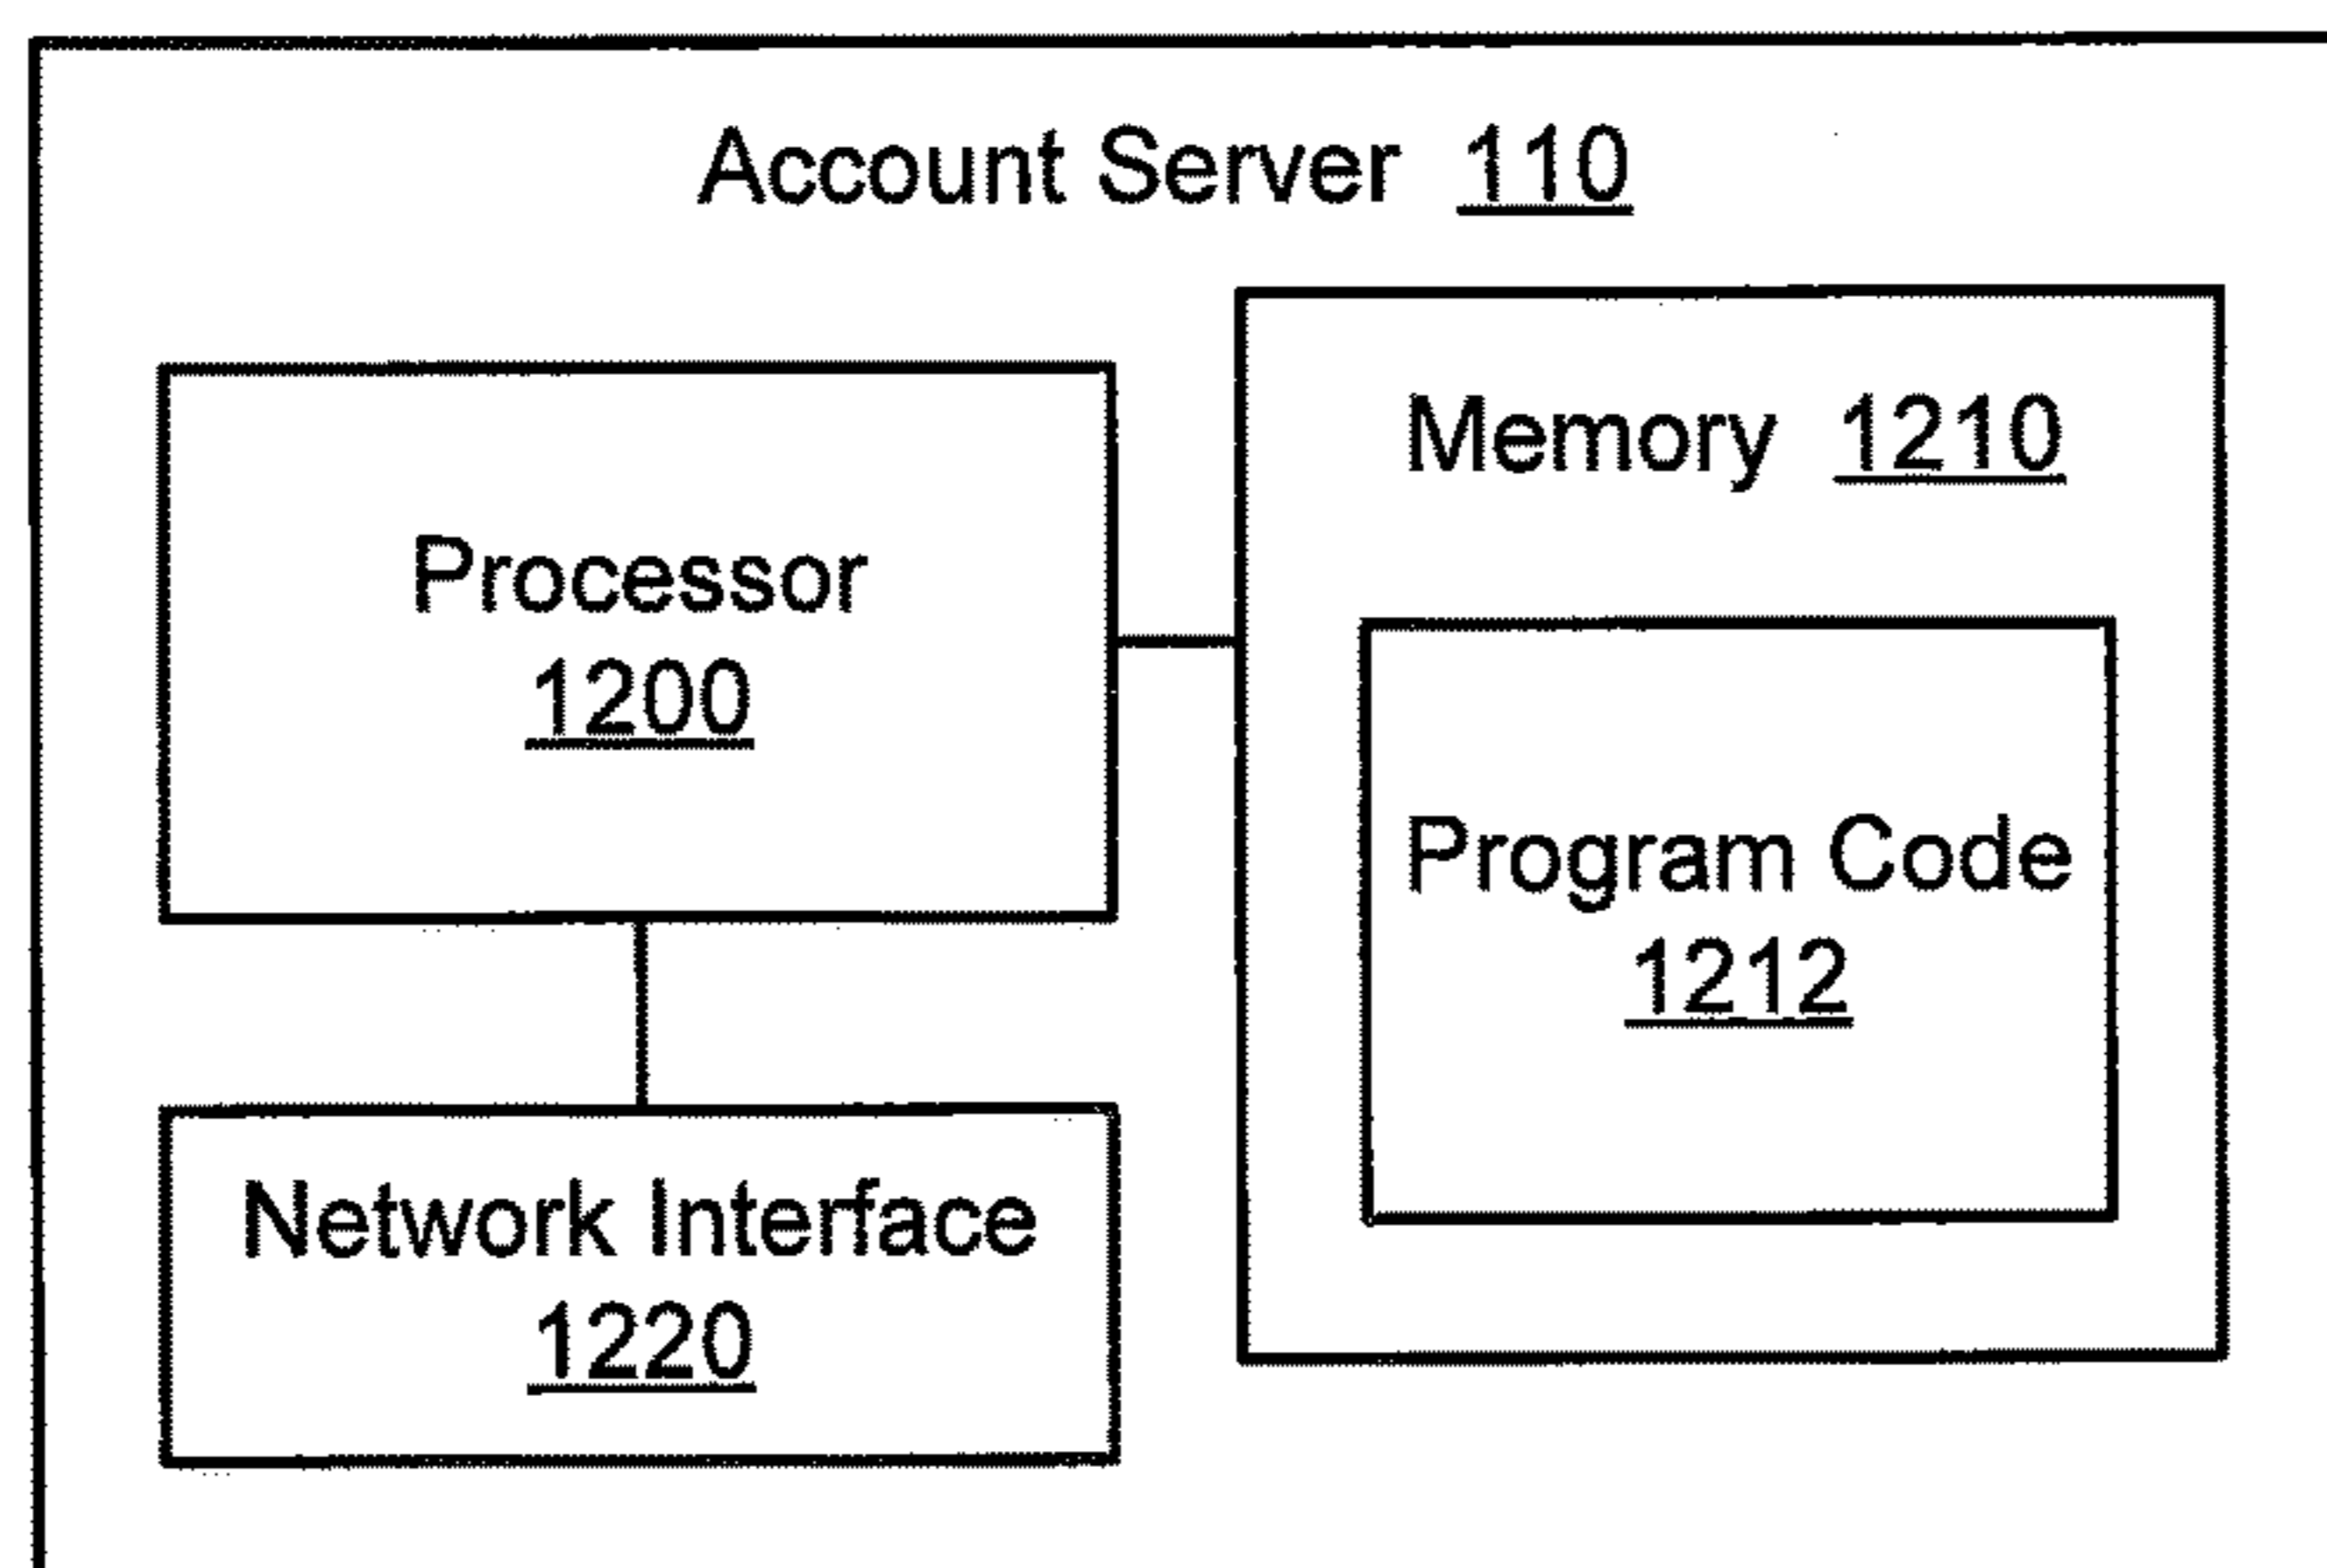 Account Server 110
Processor
1200
Memory 1210
Program Code
1212
Network Interface
1220